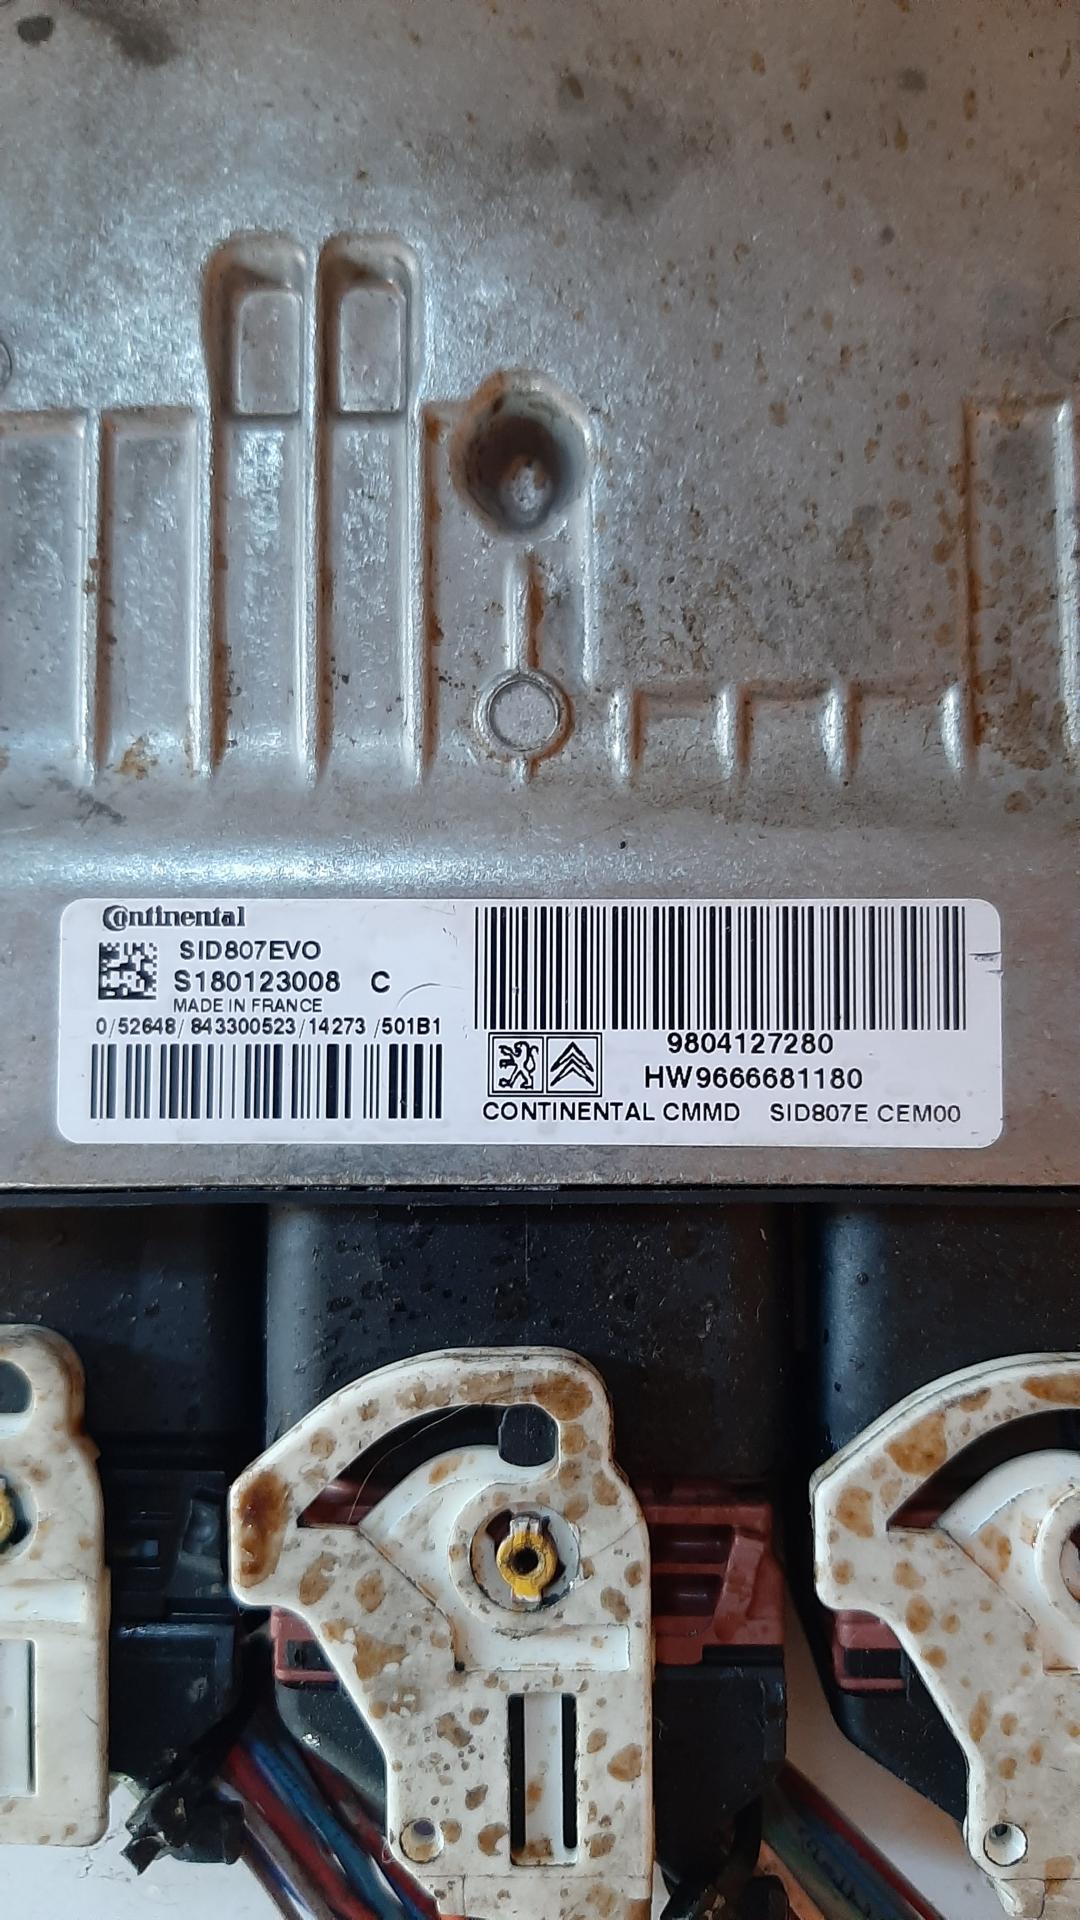 Continental
SID807EVO
S180123008 C
MADE IN FRANCE
0/52648/843300523/14273/501B1
9804127280
HW9666681180
CONTINENTAL CMMD SID807E CEM00